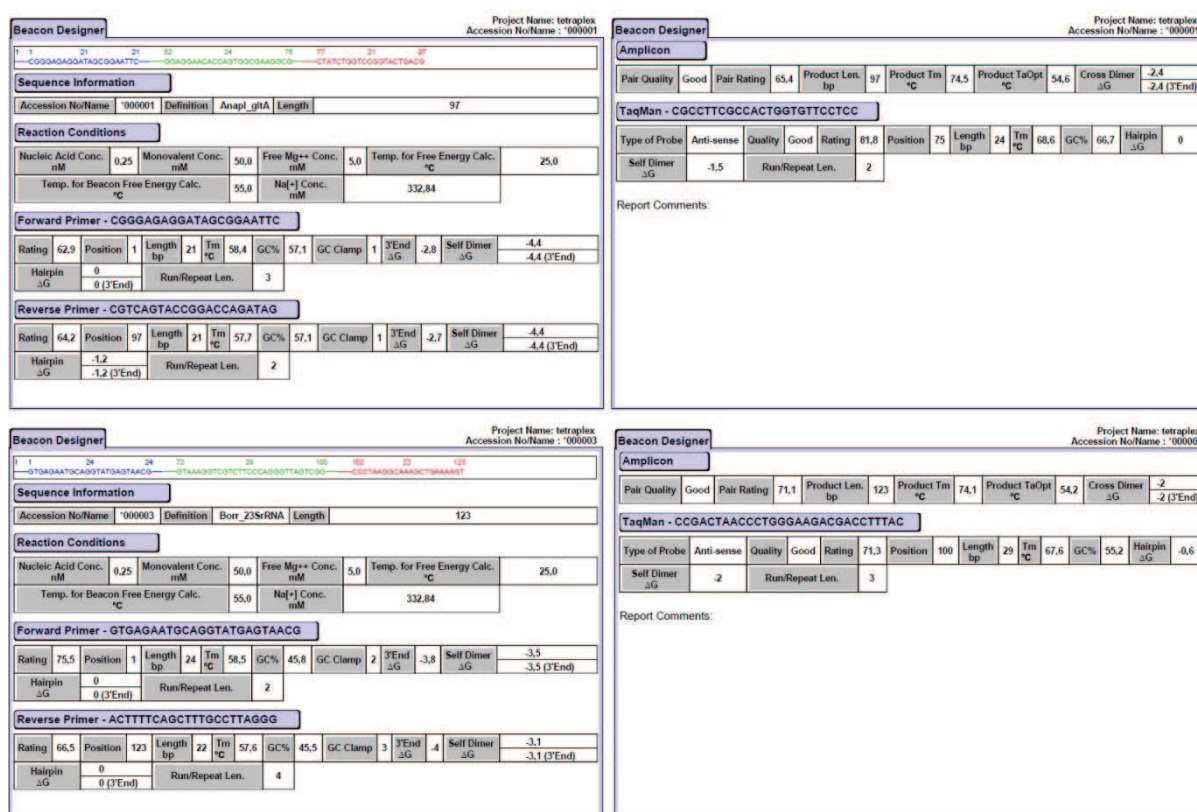 Project Name: tetraplex
Beacon Designer Accession No/Name : *000001
1 1 21 21 52 24 75 77 21 97
CGGGAGAGGATAGCGGAATTC GGAGGAACACCAGTGGCGAAGGCG CTATCTGGTCCGGTACTGACG
Sequence Information
Accession No/Name *000001 Definition Anapl_gltA Length 97
Reaction Conditions
Nucleic Acid Conc. nM 0,25 Monovalent Conc. mM 50,0 Free Mg++ Conc. mM 5,0 Temp. for Free Energy Calc. ºC 25,0
Temp. for Beacon Free Energy Calc. ºC 55,0 Na[+] Conc. mM 332,84
Forward Primer - CGGGAGAGGATAGCGGAATTC
Rating 62,9 Position 1 Length bp 21 Tm ºC 58,4 GC% 57,1 GC Clamp 1 3'End ΔG -2,8 Self Dimer ΔG -4,4 -4,4 (3'End)
Hairpin ΔG 0 0 (3'End) Run/Repeat Len. 3
Reverse Primer - CGTCAGTACCGGACCAGATAG
Rating 64,2 Position 97 Length bp 21 Tm ºC 57,7 GC% 57,1 GC Clamp 1 3'End ΔG -2,7 Self Dimer ΔG -4,4 -4,4 (3'End)
Hairpin ΔG -1,2 -1,2 (3'End) Run/Repeat Len. 2
Project Name: tetraplex
Beacon Designer Accession No/Name : *000001
Amplicon
Pair Quality Good Pair Rating 65,4 Product Len. bp 97 Product Tm ºC 74,5 Product TaOpt ºC 54,6 Cross Dimer ΔG -2,4 -2,4 (3'End)
TaqMan - CGCCTTCGCCACTGGTGTTCCTCC
Type of Probe Anti-sense Quality Good Rating 81,8 Position 75 Length bp 24 Tm ºC 68,6 GC% 66,7 Hairpin ΔG 0
Self Dimer ΔG -1,5 Run/Repeat Len. 2
Report Comments:
Project Name: tetraplex
Beacon Designer Accession No/Name : *000003
1 1 24 24 72 29 100 102 22 123
GTGAGAATGCAGGTATGAGTAACG GTAAAGGTCGTCTTCCCAGGGTTAGTCGG CCCTAAGGCAAAGCTGAAAAGT
Sequence Information
Accession No/Name *000003 Definition Borr_23SrRNA Length 123
Reaction Conditions
Nucleic Acid Conc. nM 0,25 Monovalent Conc. mM 50,0 Free Mg++ Conc. mM 5,0 Temp. for Free Energy Calc. ºC 25,0
Temp. for Beacon Free Energy Calc. ºC 55,0 Na[+] Conc. mM 332,84
Forward Primer - GTGAGAATGCAGGTATGAGTAACG
Rating 75,5 Position 1 Length bp 24 Tm ºC 58,5 GC% 45,8 GC Clamp 2 3'End ΔG -3,8 Self Dimer ΔG -3,5 -3,5 (3'End)
Hairpin ΔG 0 0 (3'End) Run/Repeat Len. 2
Reverse Primer - ACTTTTCAGCTTTGCCTTAGGG
Rating 66,5 Position 123 Length bp 22 Tm ºC 57,6 GC% 45,5 GC Clamp 3 3'End ΔG -4 Self Dimer ΔG -3,1 -3,1 (3'End)
Hairpin ΔG 0 0 (3'End) Run/Repeat Len. 4
Project Name: tetraplex
Beacon Designer Accession No/Name : *00000
Amplicon
Pair Quality Good Pair Rating 71,1 Product Len. bp 123 Product Tm ºC 74,1 Product TaOpt ºC 54,2 Cross Dimer ΔG -2 -2 (3'End)
TaqMan - CCGACTAACCCTGGGAAGACGACCTTTAC
Type of Probe Anti-sense Quality Good Rating 71,3 Position 100 Length bp 29 Tm ºC 67,6 GC% 55,2 Hairpin ΔG -0,6
Self Dimer ΔG -2 Run/Repeat Len. 3
Report Comments: